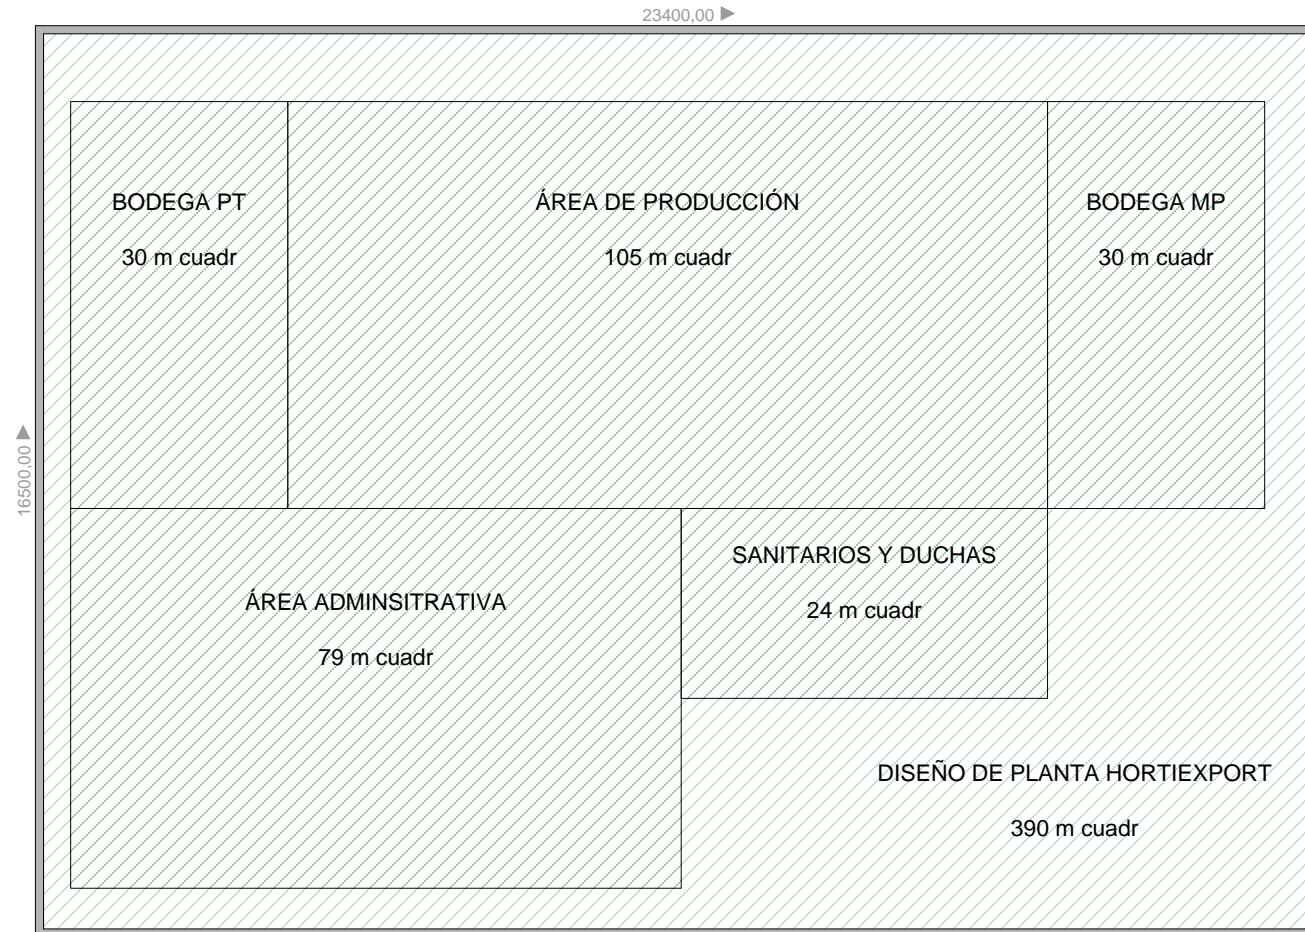 23400,00
BODEGA PT
30 m cuadr
ÁREA DE PRODUCCIÓN
105 m cuadr
BODEGA MP
30 m cuadr
16500,00
ÁREA ADMINSITRATIVA
79 m cuadr
SANITARIOS Y DUCHAS
24 m cuadr
DISEÑO DE PLANTA HORTIEXPORT
390 m cuadr